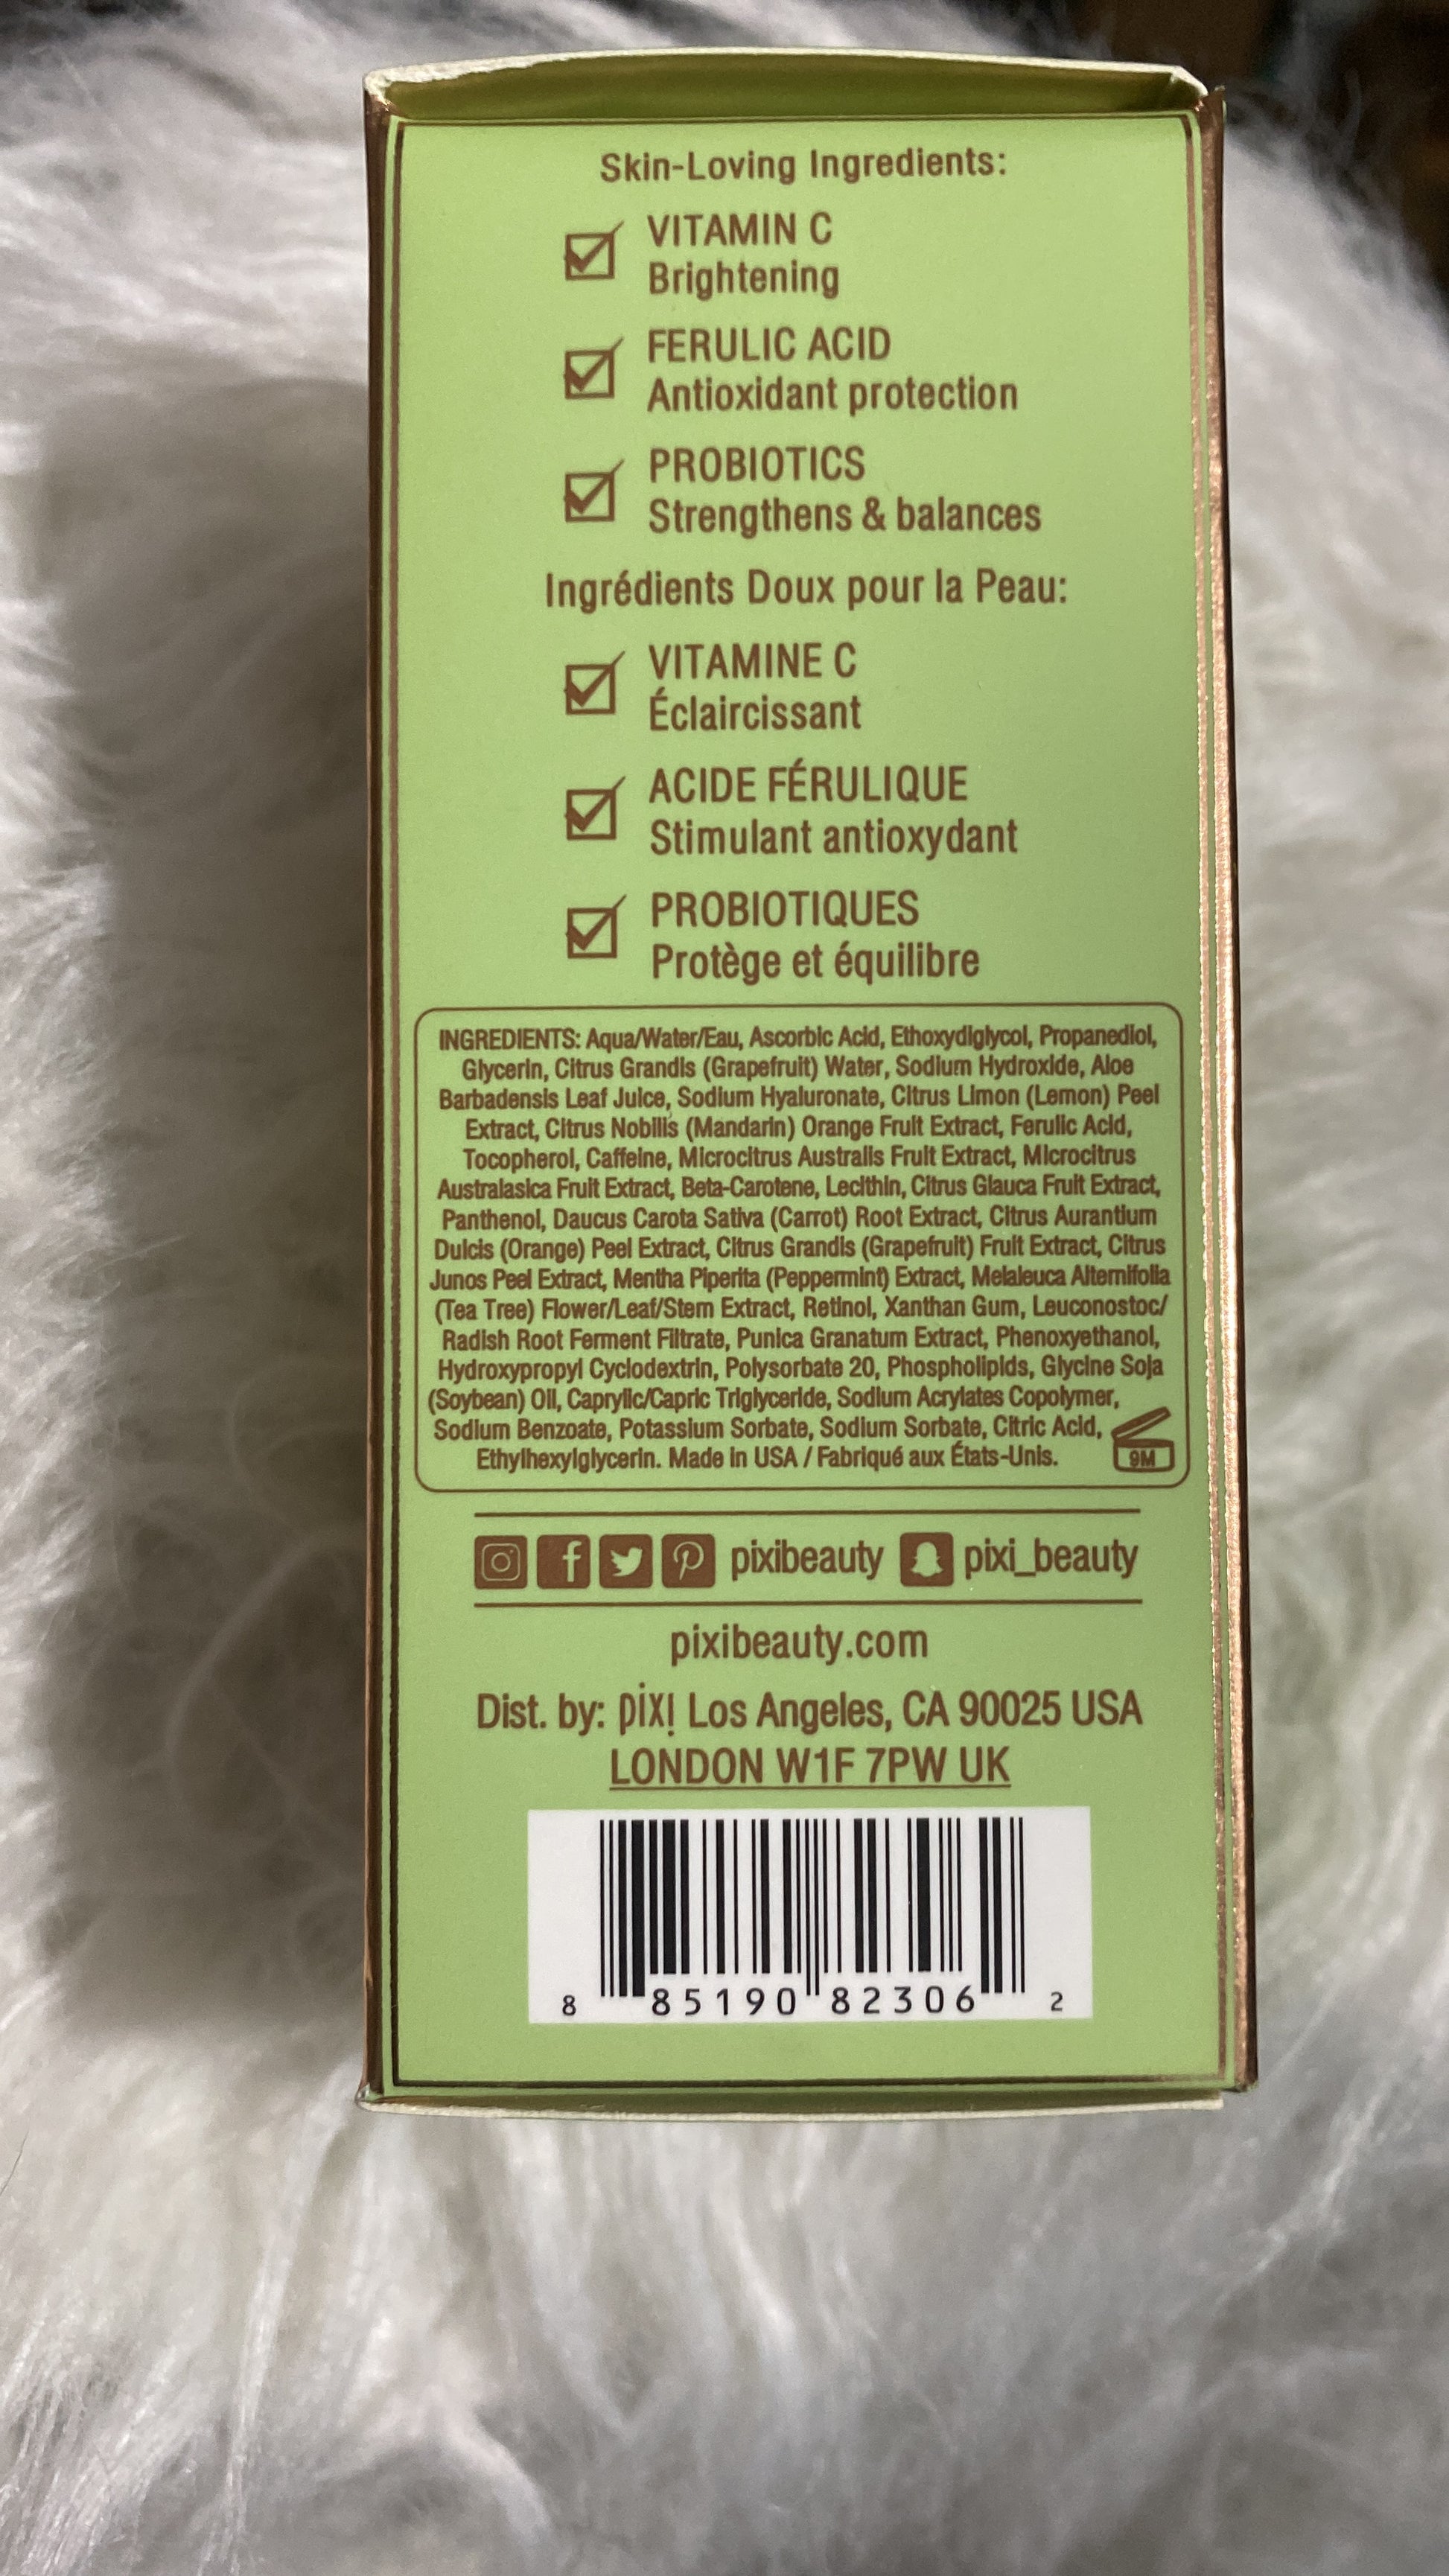 Skin-Loving Ingredients:
VITAMIN C
Brightening
FERULIC ACID
Antioxidant protection
PROBIOTICS
Strengthens & balances
Ingrédients Doux pour la Peau:
VITAMINE C
Éclaircissant
ACIDE FÉRULIQUE
Stimulant antioxydant
PROBIOTIQUES
Protège et équilibre
INGREDIENTS: Aqua/Water/Eau, Ascorbic Acid, Ethoxydiglycol, Propanediol,
Glycerin, Citrus Grandis (Grapefruit) Water, Sodium Hydroxide, Aloe
Barbadensis Leaf Juice, Sodium Hyaluronate, Citrus Limon (Lemon) Peel
Extract, Citrus Nobilis (Mandarin) Orange Fruit Extract, Ferulic Acid,
Tocopherol, Caffeine, Microcitrus Australis Fruit Extract, Microcitrus
Australasica Fruit Extract, Beta-Carotene, Lecithin, Citrus Glauca Fruit Extract,
Panthenol, Daucus Carota Sativa (Carrot) Root Extract, Citrus Aurantium
Dulcis (Orange) Peel Extract, Citrus Grandis (Grapefruit) Fruit Extract, Citrus
Junos Peel Extract, Mentha Piperita (Peppermint) Extract, Melaleuca Alternifolia
(Tea Tree) Flower/Leaf/Stem Extract, Retinol, Xanthan Gum, Leuconostoc/
Radish Root Ferment Filtrate, Punica Granatum Extract, Phenoxyethanol,
Hydroxypropyl Cyclodextrin, Polysorbate 20, Phospholipids, Glycine Soja
(Soybean) Oil, Caprylic/Capric Triglyceride, Sodium Acrylates Copolymer,
Sodium Benzoate, Potassium Sorbate, Sodium Sorbate, Citric Acid,
Ethylhexylglycerin. Made in USA / Fabriqué aux États-Unis.
9M
pixibeauty pixi_beauty
pixibeauty.com
Dist. by: pixi Los Angeles, CA 90025 USA
LONDON W1F 7PW UK
8 85190 82306 2